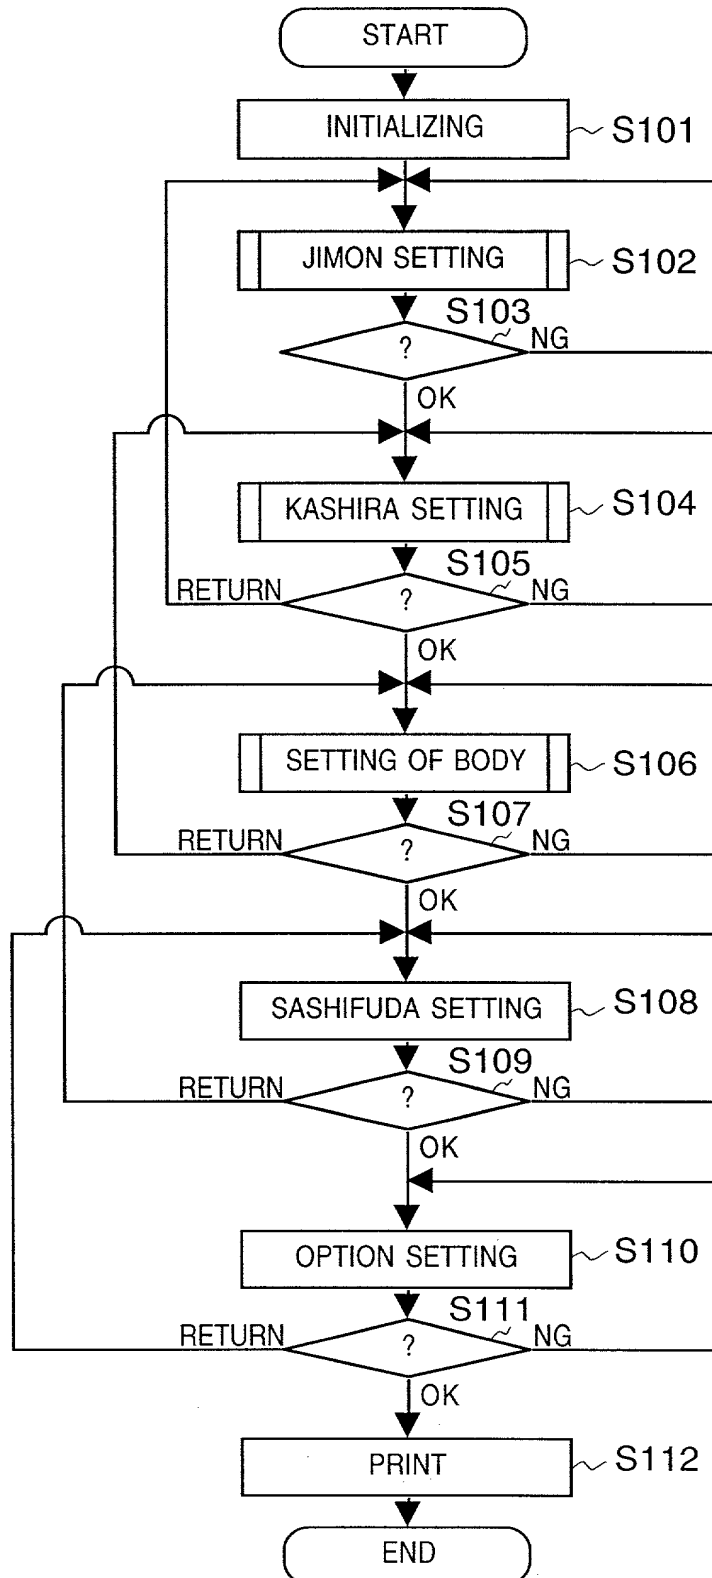 START
INITIALIZING S101
JIMON SETTING S102
S103
? NG
OK
KASHIRA SETTING S104
S105
RETURN ? NG
OK
SETTING OF BODY S106
S107
RETURN ? NG
OK
SASHIFUDA SETTING S108
S109
RETURN ? NG
OK
OPTION SETTING S110
S111
RETURN ? NG
OK
PRINT S112
END